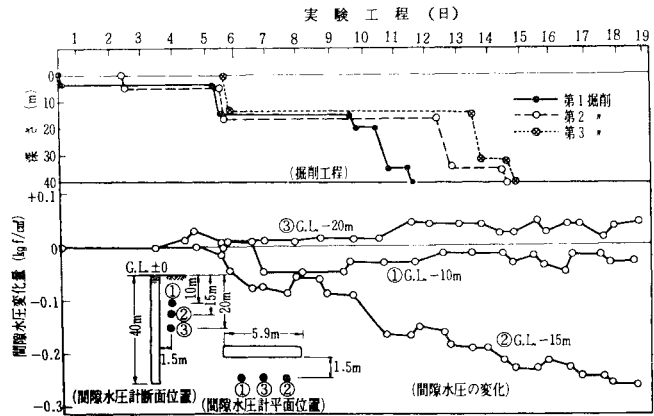 実験工程(日)
1 2 3 4 5 6 7 8 9 10 11 12 13 14 15 16 17 18 19
深さ(m)
0
10
20
30
40
第1掘削
第2 〃
第3 〃
(掘削工程)
間隙水圧変化量(kgf/cm²)
+0.1
0
-0.1
-0.2
-0.3
③G.L.-20m
①G.L.-10m
②G.L.-15m
G.L.±0
10m
15m
20m
40m
①
②
③
1.5m
5.9m
1.5m
① ③ ②
(間隙水圧計断面位置)
(間隙水圧計平面位置)
(間隙水圧の変化)